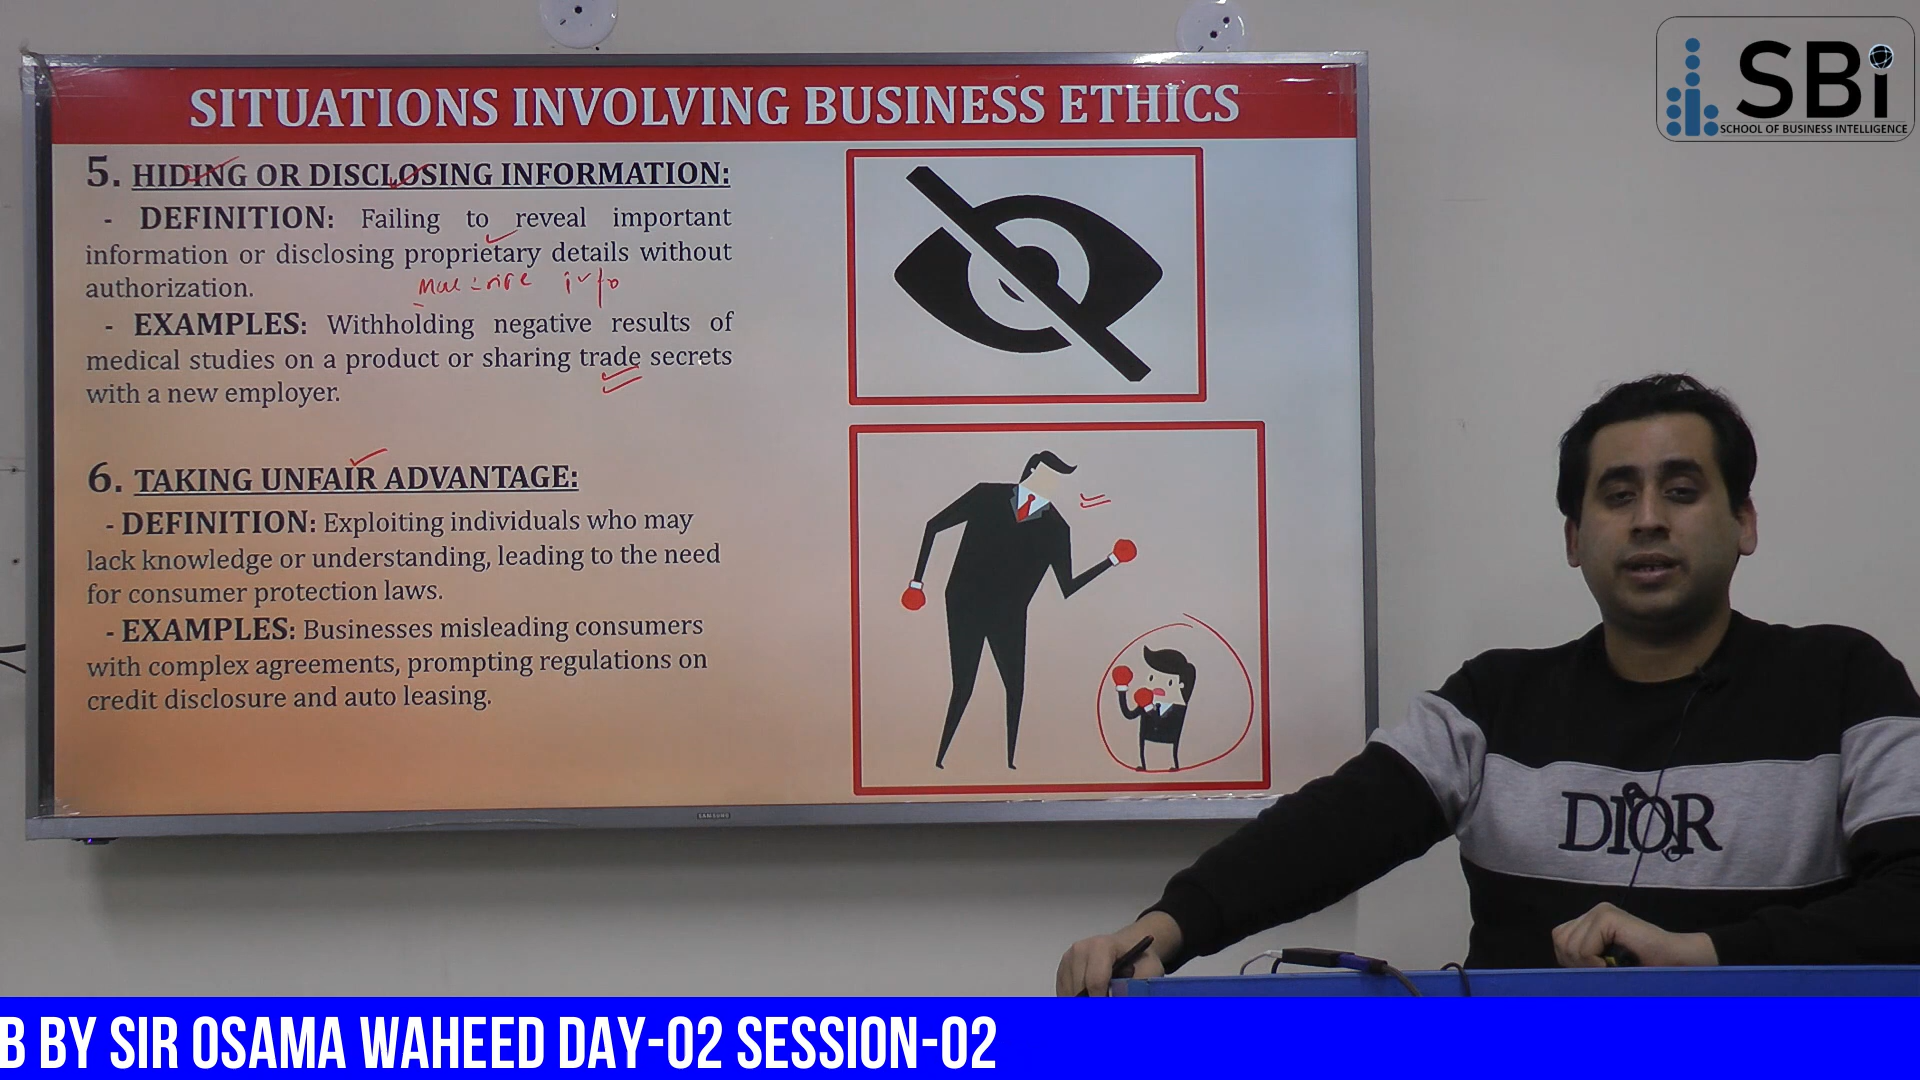 SITUATIONS INVOLVING BUSINESS ETHICS
5. HIDING OR DISCLOSING INFORMATION:
- DEFINITION: Failing to reveal important
information or disclosing proprietary details without
authorization.
info
- EXAMPLES: Withholding negative results of
medical studies on a product or sharing trade secrets
with a new employer.
6. TAKING UNFAIR ADVANTAGE:
- DEFINITION: Exploiting individuals who may
lack knowledge or understanding, leading to the need
for consumer protection laws.
- EXAMPLES: Businesses misleading consumers
with complex agreements, prompting regulations on
credit disclosure and auto leasing.
SAMSUNG
SBi
SCHOOL OF BUSINESS INTELLIGENCE
DIOR
B BY SIR OSAMA WAHEED DAY-02 SESSION-02